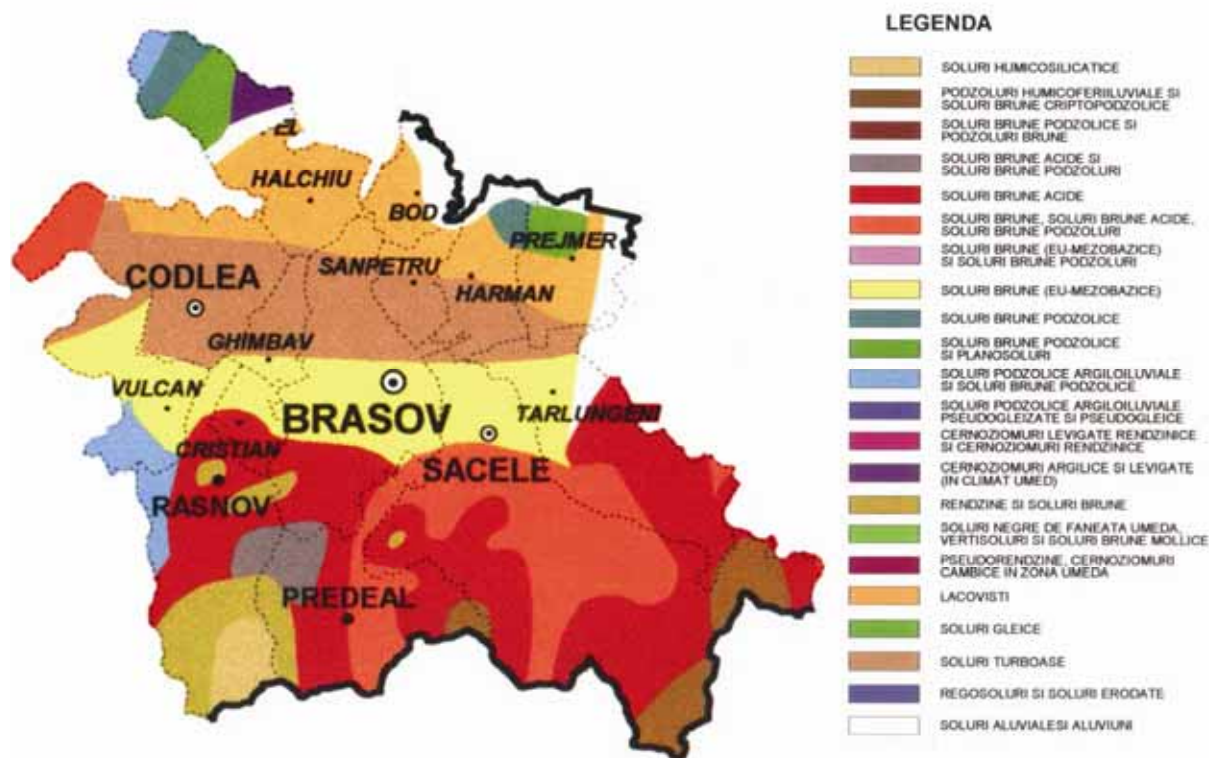 LEGENDA
SOLURI HUMICOSILICATICE
PODZOLURI HUMICOFERIILUVIALE SI
SOLURI BRUNE CRIPTOPODZOLICE
SOLURI BRUNE PODZOLICE SI
PODZOLURI BRUNE
SOLURI BRUNE ACIDE SI
SOLURI BRUNE PODZOLURI
SOLURI BRUNE ACIDE
SOLURI BRUNE, SOLURI BRUNE ACIDE,
SOLURI BRUNE PODZOLURI
SOLURI BRUNE (EU-MEZOBAZICE)
SI SOLURI BRUNE PODZOLURI
SOLURI BRUNE (EU-MEZOBAZICE)
SOLURI BRUNE PODZOLICE
SOLURI BRUNE PODZOLICE
SI PLANOSOLURI
SOLURI PODZOLICE ARGILOILUVIALE
SI SOLURI BRUNE PODZOLICE
SOLURI PODZOLICE ARGILOILUVIALE
PSEUDOGLEIZATE SI PSEUDOGLEICE
CERNOZIOMURI LEVIGATE RENDZINICE
SI CERNOZIOMURI RENDZINICE
CERNOZIOMURI ARGILICE SI LEVIGATE
(IN CLIMAT UMED)
RENDZINE SI SOLURI BRUNE
SOLURI NEGRE DE FANEATA UMEDA,
VERTISOLURI SI SOLURI BRUNE MOLLICE
PSEUDORENDZINE, CERNOZIOMURI
CAMBICE IN ZONA UMEDA
LACOVISTI
SOLURI GLEICE
SOLURI TURBOASE
REGOSOLURI SI SOLURI ERODATE
SOLURI ALUVIALESI ALUVIUNI
EL
HALCHIU
BOD
PREJMER
SANPETRU
CODLEA
HARMAN
GHIMBAV
VULCAN
BRASOV
TARLUNGENI
CRISTIAN
SACELE
RASNOV
PREDEAL